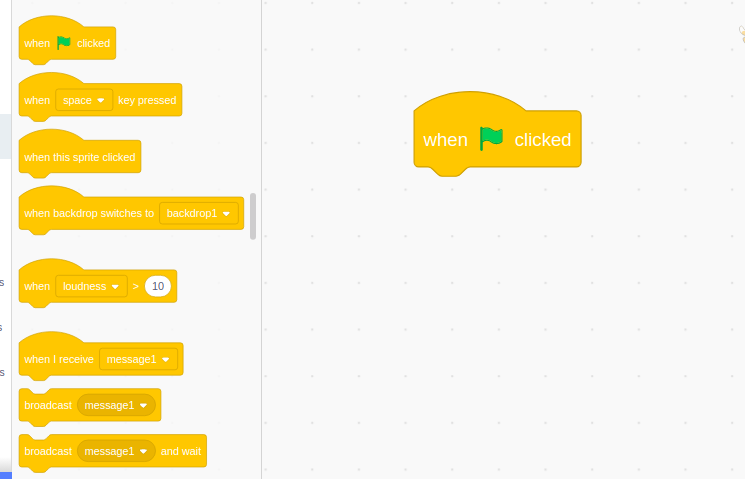 when clicked
when space key pressed
when this sprite clicked
when backdrop switches to backdrop1
when loudness > 10
when I receive message1
broadcast message1
broadcast message1 and wait
when clicked